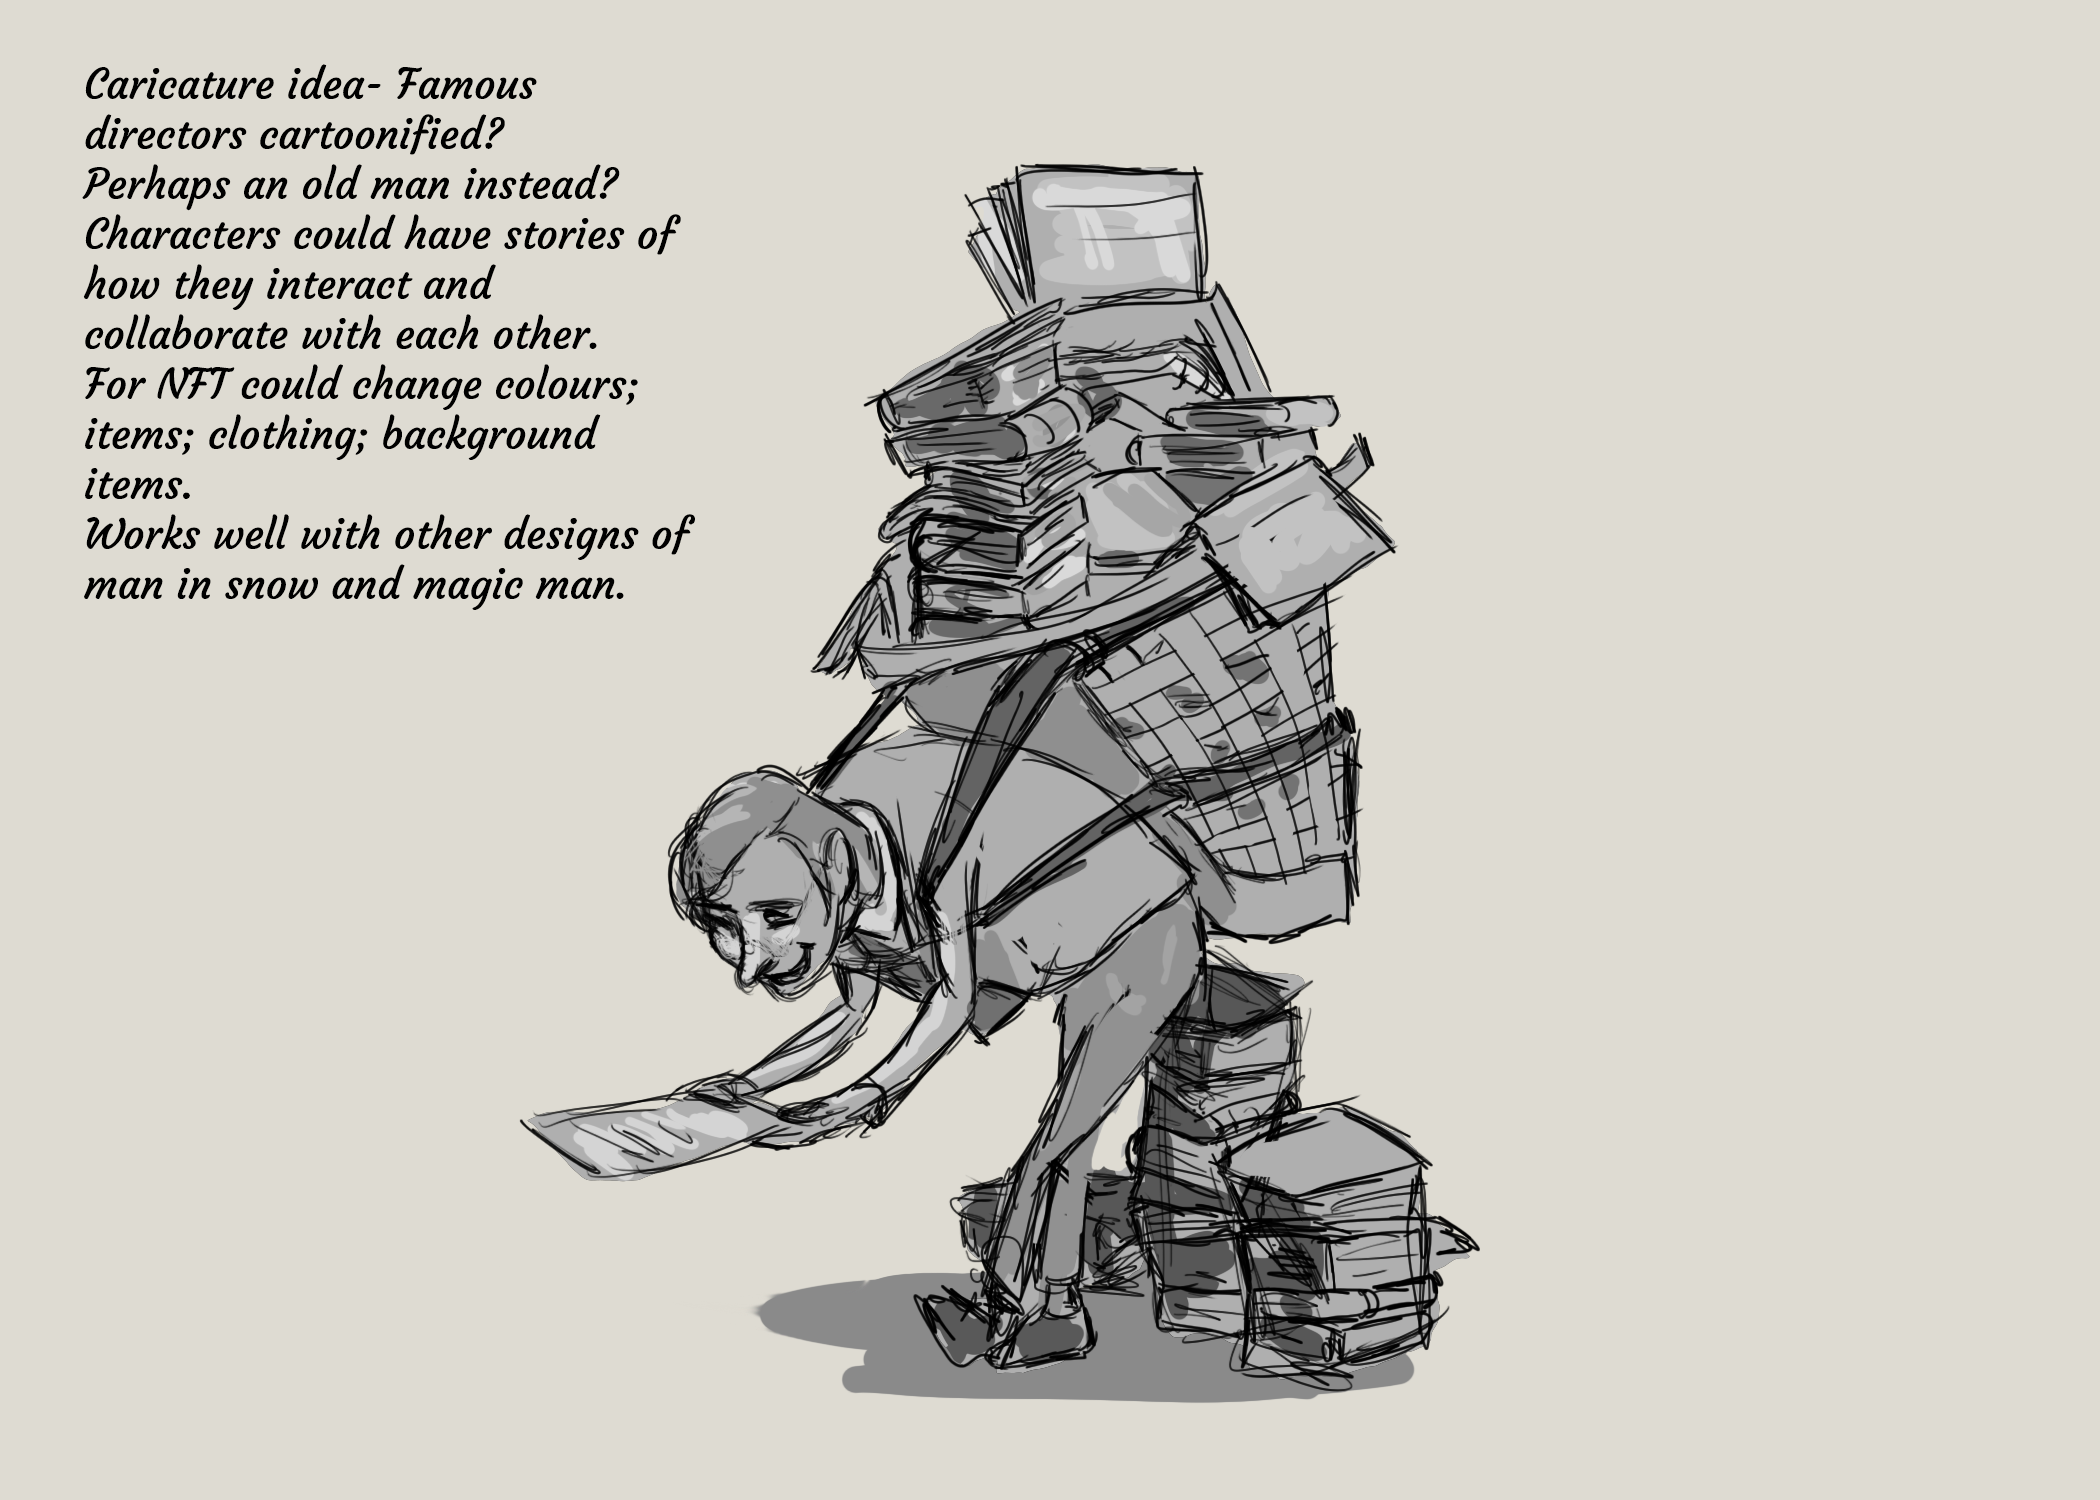 Caricature idea- Famous
directors cartoonified?
Perhaps an old man instead?
Characters could have stories of
how they interact and
collaborate with each other.
For NFT could change colours;
items; clothing; background
items.
Works well with other designs of
man in snow and magic man.